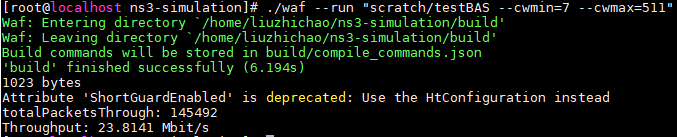 [root@localhost ns3-simulation]# ./waf --run "scratch/testBAS --cwmin=7 --cwmax=511"
Waf: Entering directory `/home/liuzhichao/ns3-simulation/build'
Waf: Leaving directory `/home/liuzhichao/ns3-simulation/build'
Build commands will be stored in build/compile_commands.json
'build' finished successfully (6.194s)
1023 bytes
Attribute 'ShortGuardEnabled' is deprecated: Use the HtConfiguration instead
totalPacketsThrough: 145492
Throughput: 23.8141 Mbit/s